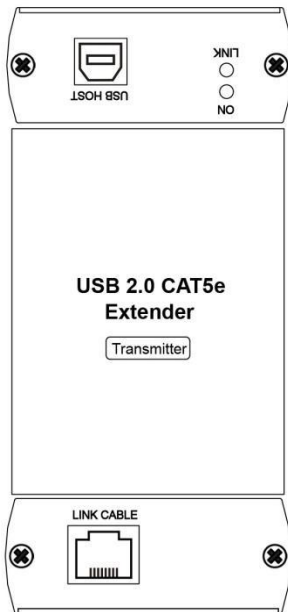 LINK
USB HOST
ON
USB 2.0 CAT5e
Extender
Transmitter
LINK CABLE